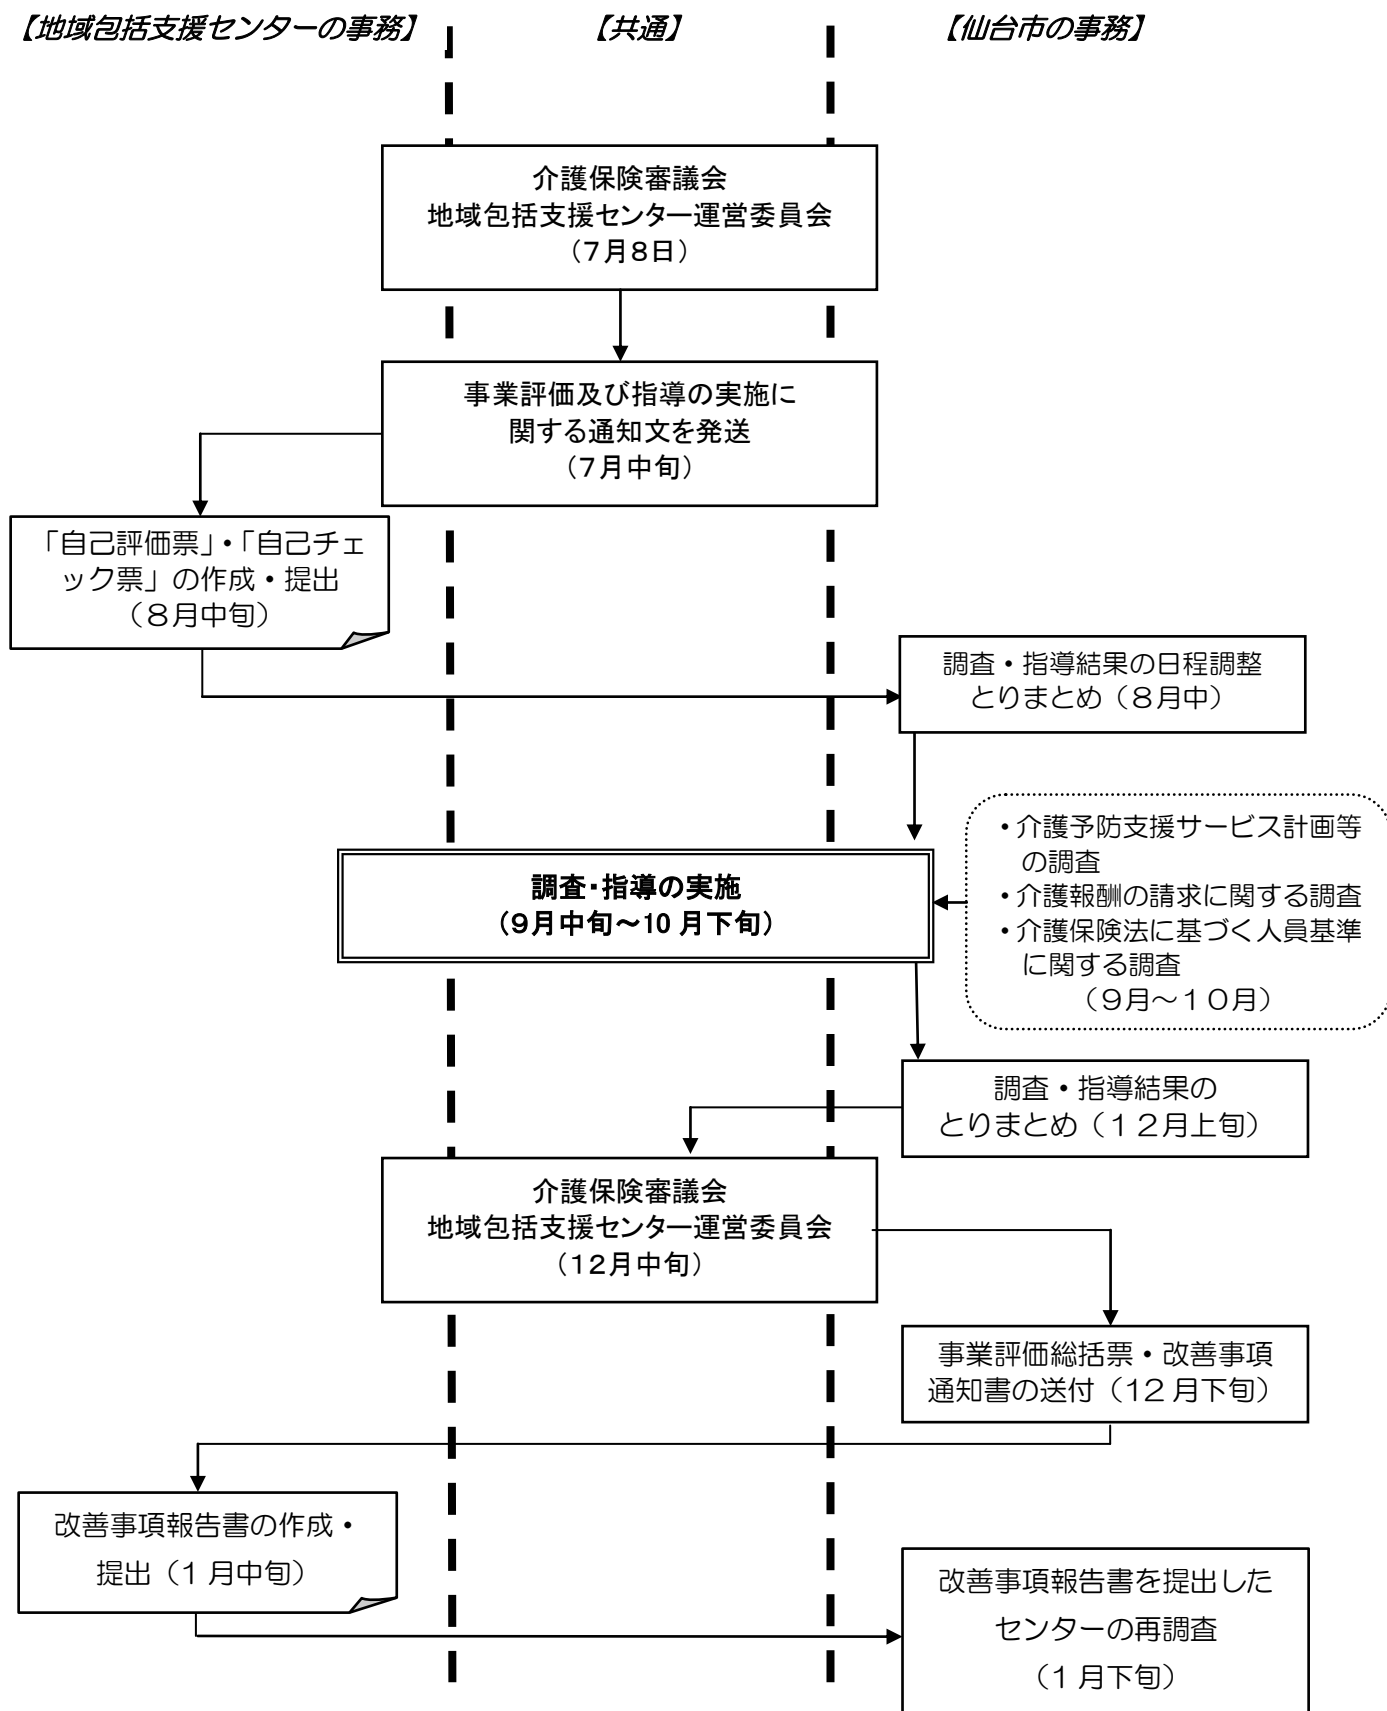 【地域包括支援センターの事務】
【共通】
【仙台市の事務】
介護保険審議会
地域包括支援センター運営委員会
（７月８日）
事業評価及び指導の実施に
関する通知文を発送
（７月中旬）
「自己評価票」・「自己チェ
ック票」の作成・提出
（８月中旬）
調査・指導結果の日程調整
とりまとめ（８月中）
・介護予防支援サービス計画等
の調査
・介護報酬の請求に関する調査
・介護保険法に基づく人員基準
に関する調査
（９月～１０月）
調査・指導の実施
（９月中旬～10月下旬）
調査・指導結果の
とりまとめ（１２月上旬）
介護保険審議会
地域包括支援センター運営委員会
（１２月中旬）
事業評価総括票・改善事項
通知書の送付（12月下旬）
改善事項報告書の作成・
提出（１月中旬）
改善事項報告書を提出した
センターの再調査
（１月下旬）